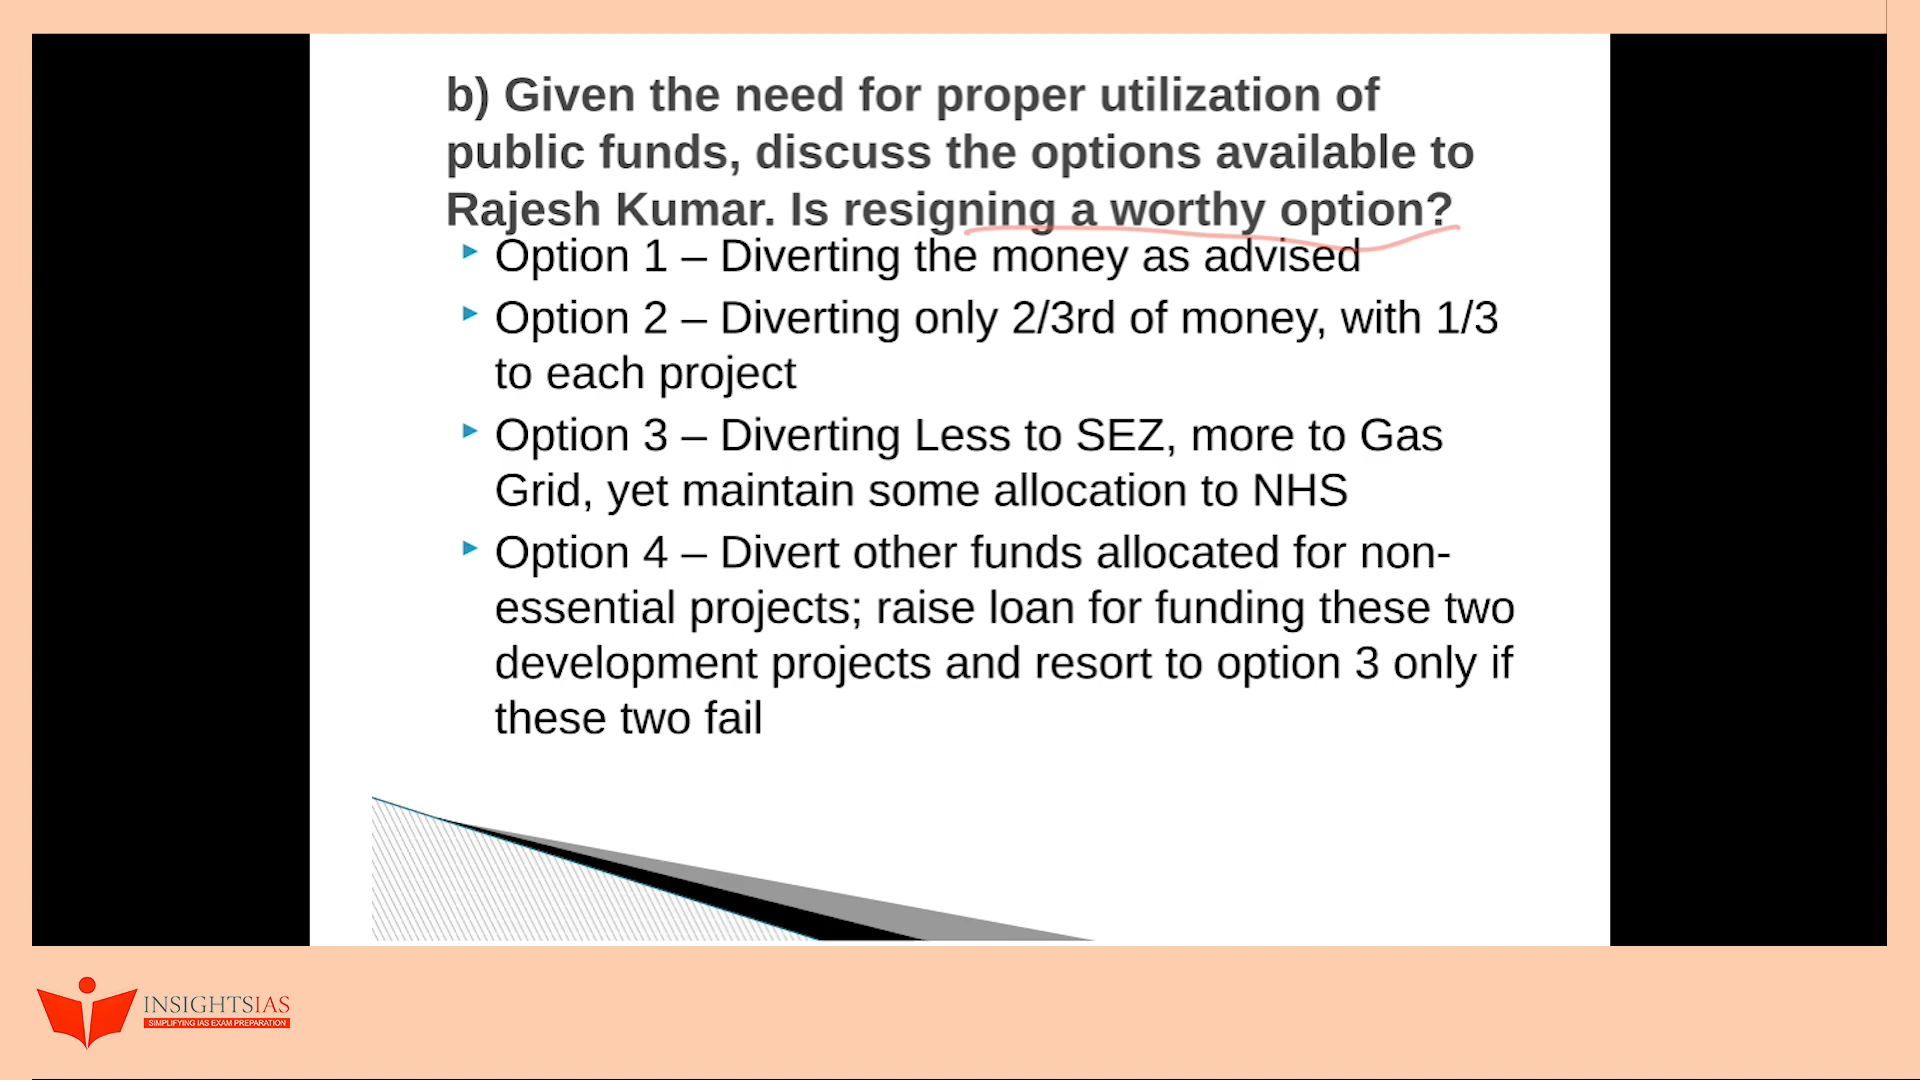 b) Given the need for proper utilization of
public funds, discuss the options available to
Rajesh Kumar. Is resigning a worthy option?
Option 1 – Diverting the money as advised
Option 2 – Diverting only 2/3rd of money, with 1/3
to each project
Option 3 – Diverting Less to SEZ, more to Gas
Grid, yet maintain some allocation to NHS
Option 4 – Divert other funds allocated for non-
essential projects; raise loan for funding these two
development projects and resort to option 3 only if
these two fail
INSIGHTSIAS
SIMPLIFYING IAS EXAM PREPARATION